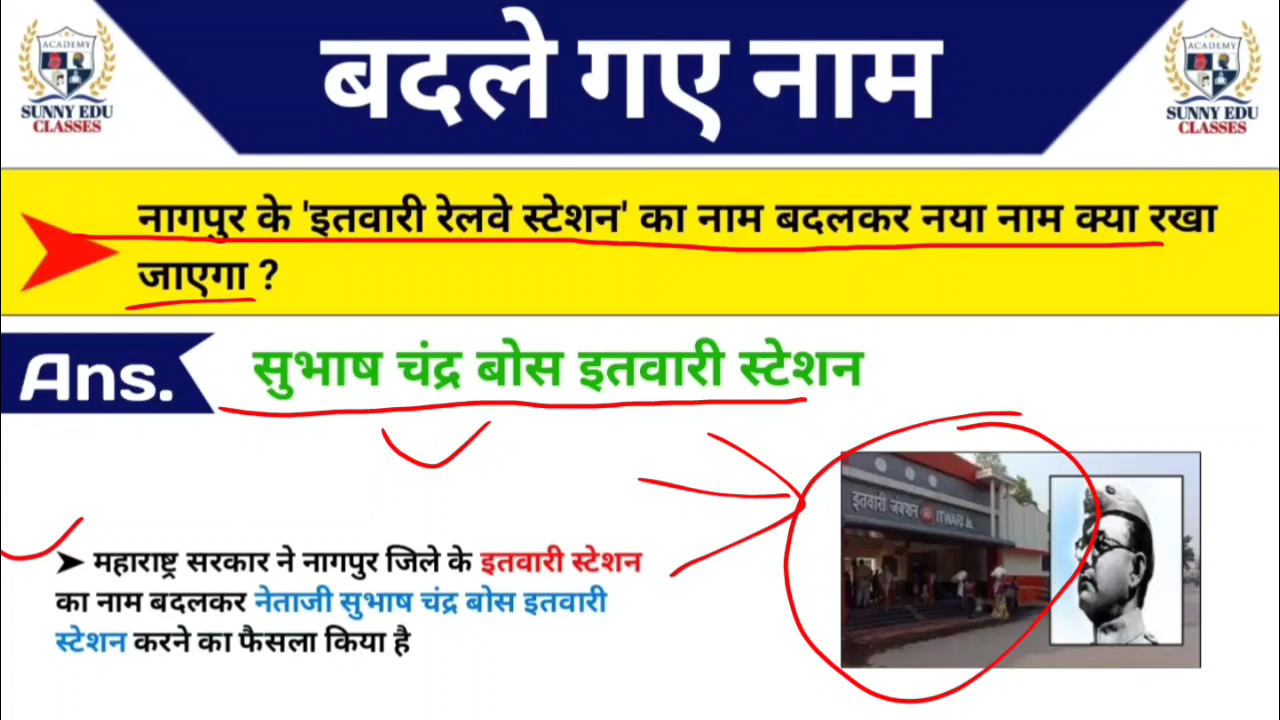 ACADEMY
SUNNY EDU
CLASSES
बदले गए नाम
ACADEMY
SUNNY EDU
CLASSES
नागपुर के 'इतवारी रेलवे स्टेशन' का नाम बदलकर नया नाम क्या रखा
जाएगा ?
Ans.
सुभाष चंद्र बोस इतवारी स्टेशन
इतवारी जंक्शन ITWARI Jn.
➤ महाराष्ट्र सरकार ने नागपुर जिले के इतवारी स्टेशन
का नाम बदलकर नेताजी सुभाष चंद्र बोस इतवारी
स्टेशन करने का फैसला किया है